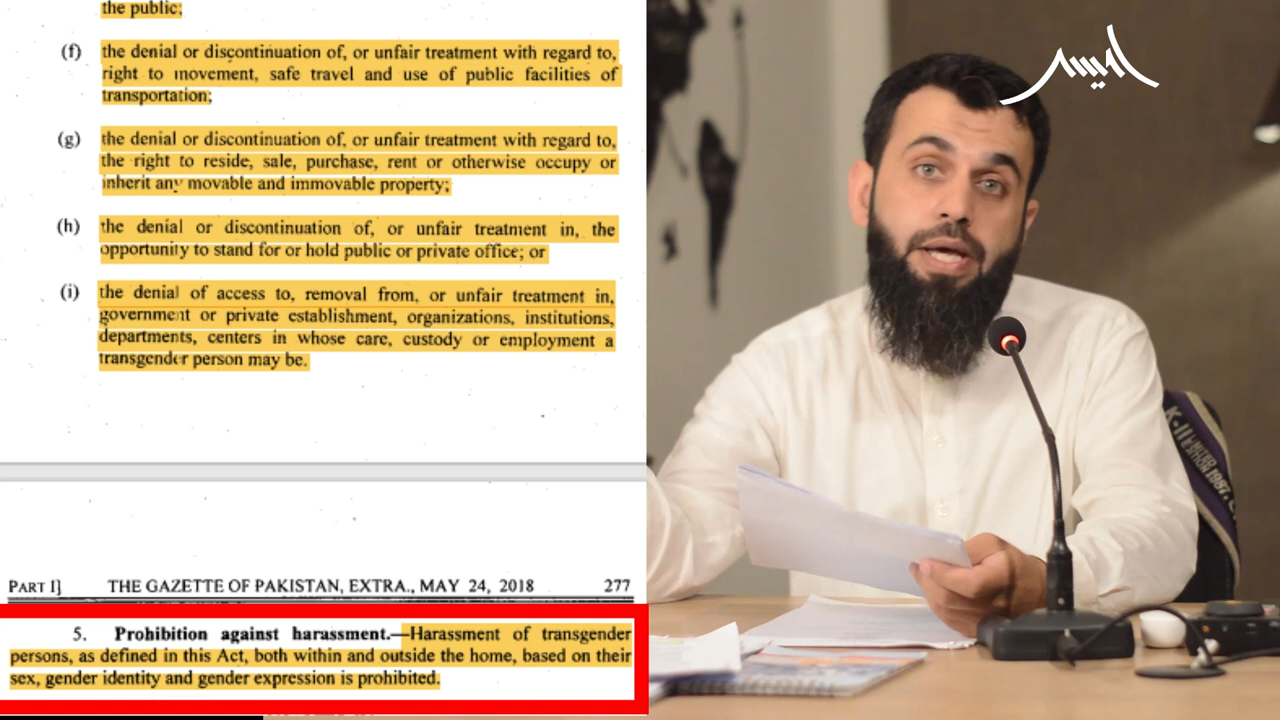 the public;
(f) the denial or discontinuation of, or unfair treatment with regard to,
right to movement, safe travel and use of public facilities of
transportation;
(g) the denial or discontinuation of, or unfair treatment with regard to,
the right to reside, sale, purchase, rent or otherwise occupy or
inherit any movable and immovable property;
(h) the denial or discontinuation of, or unfair treatment in, the
opportunity to stand for or hold public or private office; or
(i) the denial of access to, removal from, or unfair treatment in,
government or private establishment, organizations, institutions,
departments, centers in whose care, custody or employment a
transgender person may be.
PART I] THE GAZETTE OF PAKISTAN, EXTRA., MAY 24, 2018 277
5. Prohibition against harassment.—Harassment of transgender
persons, as defined in this Act, both within and outside the home, based on their
sex, gender identity and gender expression is prohibited.
K-II
1987